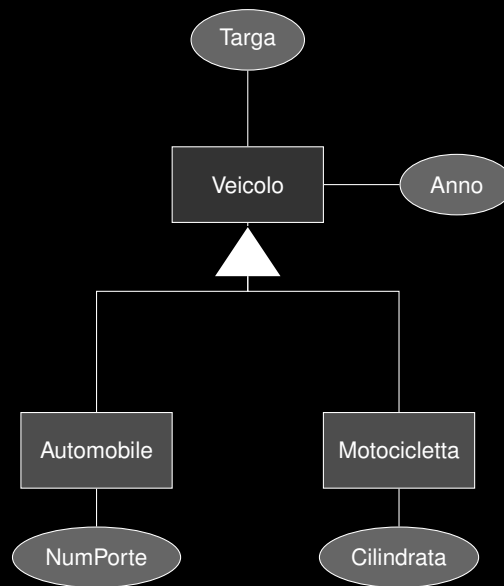 Targa
Veicolo
Anno
Automobile
Motocicletta
NumPorte
Cilindrata